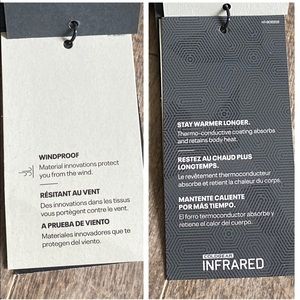 WINDPROOF
Material innovations protect
you from the wind.
RÉSITANT AU VENT
Des innovations dans les tissus
vous portègent contre le vent.
A PRUEBA DE VIENTO
Materiales innovadores que te
protegen del viento.
STAY WARMER LONGER.
Thermo-conductive coating absorbs
and retains body heat.
RESTEZ AU CHAUD PLUS
LONGTEMPS.
Le revêtement thermoconducteur
absorbe et retient la chaleur du corps.
MANTENTE CALIENTE
POR MÁS TIEMPO.
El forro termoductor absorbe y
retiene el calor del cuerpo.
COLDGEAR
INFRARED